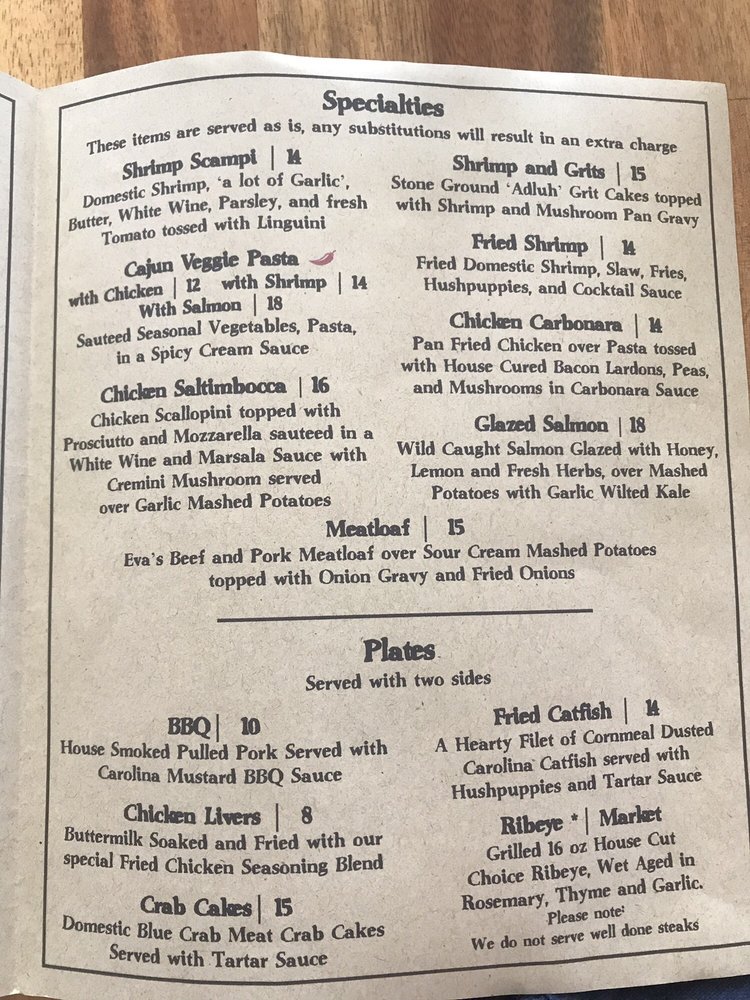 Specialties
These items are served as is, any substitutions will result in an extra charge
Shrimp Scampi | 14
Domestic Shrimp, 'a lot of Garlic',
Butter, White Wine, Parsley, and fresh
Tomato tossed with Linguini
Cajun Veggie Pasta
with Chicken | 12 with Shrimp | 14
With Salmon | 18
Sauteed Seasonal Vegetables, Pasta,
in a Spicy Cream Sauce
Chicken Saltimbocca | 16
Chicken Scallopini topped with
Prosciutto and Mozzarella sauteed in a
White Wine and Marsala Sauce with
Cremini Mushroom served
over Garlic Mashed Potatoes
Shrimp and Grits | 15
Stone Ground 'Adluh' Grit Cakes topped
with Shrimp and Mushroom Pan Gravy
Fried Shrimp | 14
Fried Domestic Shrimp, Slaw, Fries,
Hushpuppies, and Cocktail Sauce
Chicken Carbonara | 14
Pan Fried Chicken over Pasta tossed
with House Cured Bacon Lardons, Peas,
and Mushrooms in Carbonara Sauce
Glazed Salmon | 18
Wild Caught Salmon Glazed with Honey,
Lemon and Fresh Herbs, over Mashed
Potatoes with Garlic Wilted Kale
Meatloaf | 15
Eva's Beef and Pork Meatloaf over Sour Cream Mashed Potatoes
topped with Onion Gravy and Fried Onions
Plates
Served with two sides
BBQ | 10
House Smoked Pulled Pork Served with
Carolina Mustard BBQ Sauce
Chicken Livers | 8
Buttermilk Soaked and Fried with our
special Fried Chicken Seasoning Blend
Crab Cakes | 15
Domestic Blue Crab Meat Crab Cakes
Served with Tartar Sauce
Fried Catfish | 14
A Hearty Filet of Cornmeal Dusted
Carolina Catfish served with
Hushpuppies and Tartar Sauce
Ribeye * | Market
Grilled 16 oz House Cut
Choice Ribeye, Wet Aged in
Rosemary, Thyme and Garlic.
Please note:
We do not serve well done steaks